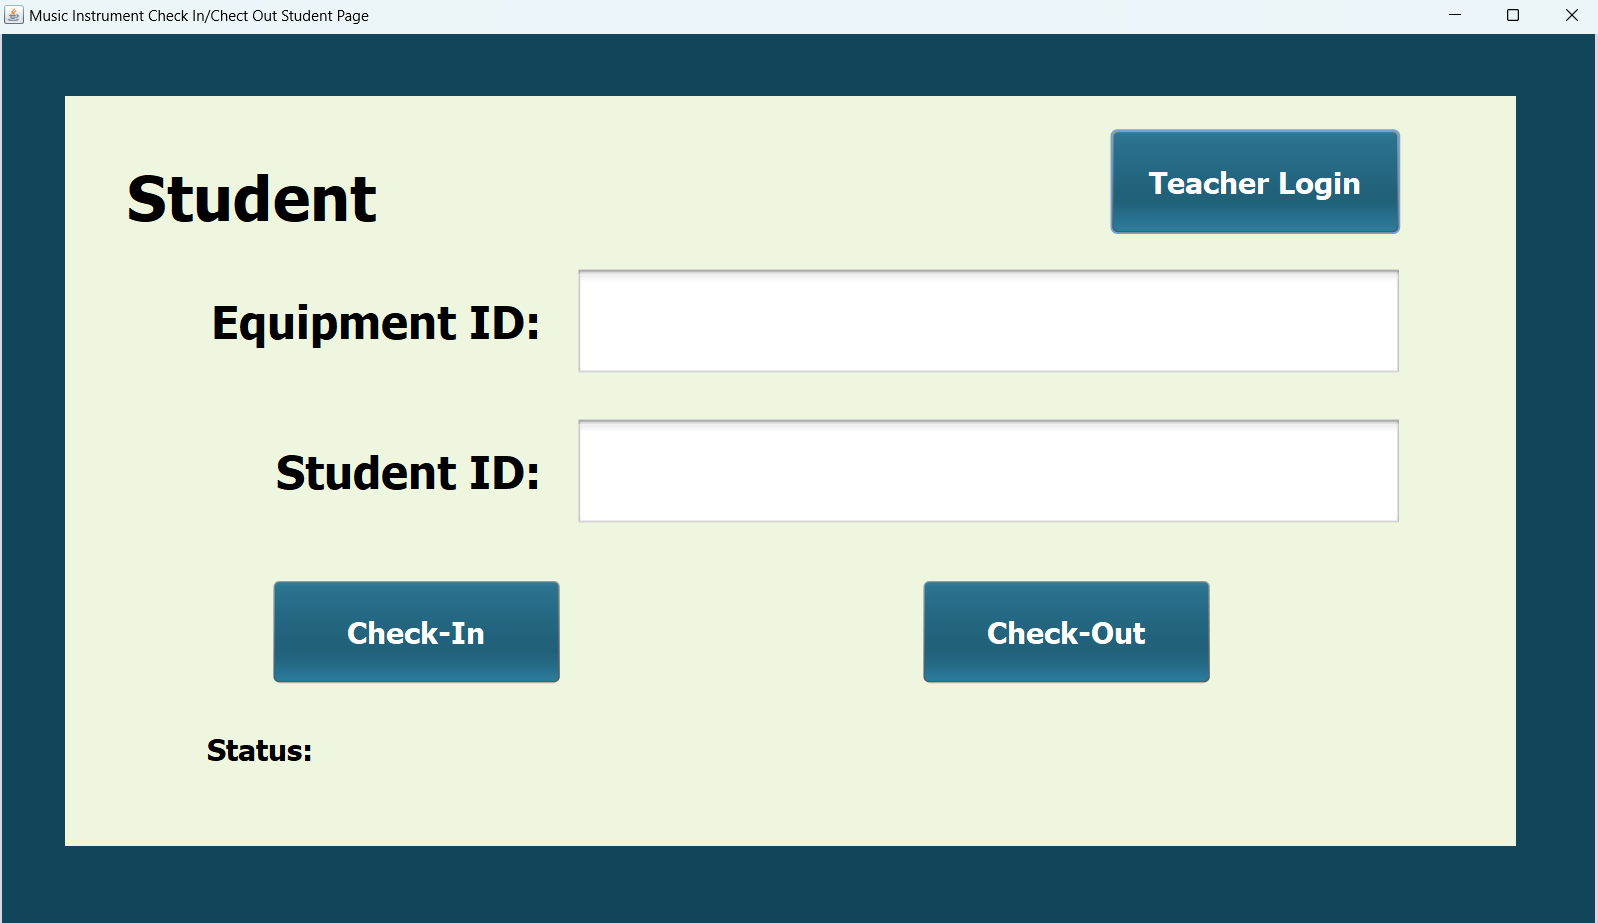 Music Instrument Check In/Chect Out Student Page
Teacher Login
Student
Equipment ID:
Student ID:
Check-In
Check-Out
Status: